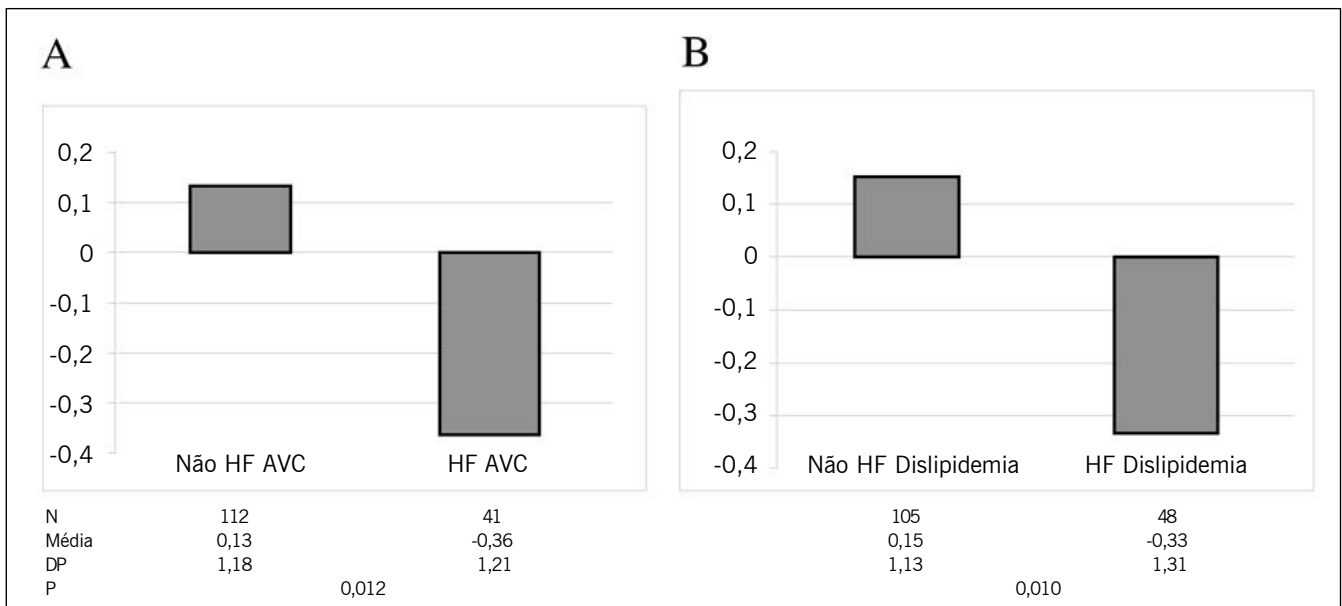 A
0,2
0,1
0
-0,1
-0,2
-0,3
-0,4
Não HF AVC HF AVC
N 112 41
Média 0,13 -0,36
DP 1,18 1,21
P 0,012
B
0,2
0,1
0
-0,1
-0,2
-0,3
-0,4
Não HF Dislipidemia HF Dislipidemia
105 48
0,15 -0,33
1,13 1,31
0,010